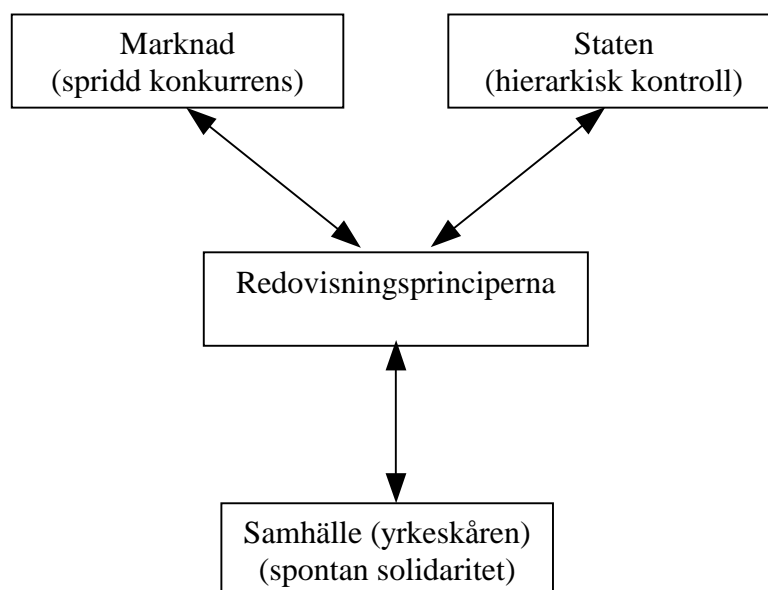 Marknad
(spridd konkurrens)
Staten
(hierarkisk kontroll)
Redovisningsprinciperna
Samhälle (yrkeskåren)
(spontan solidaritet)